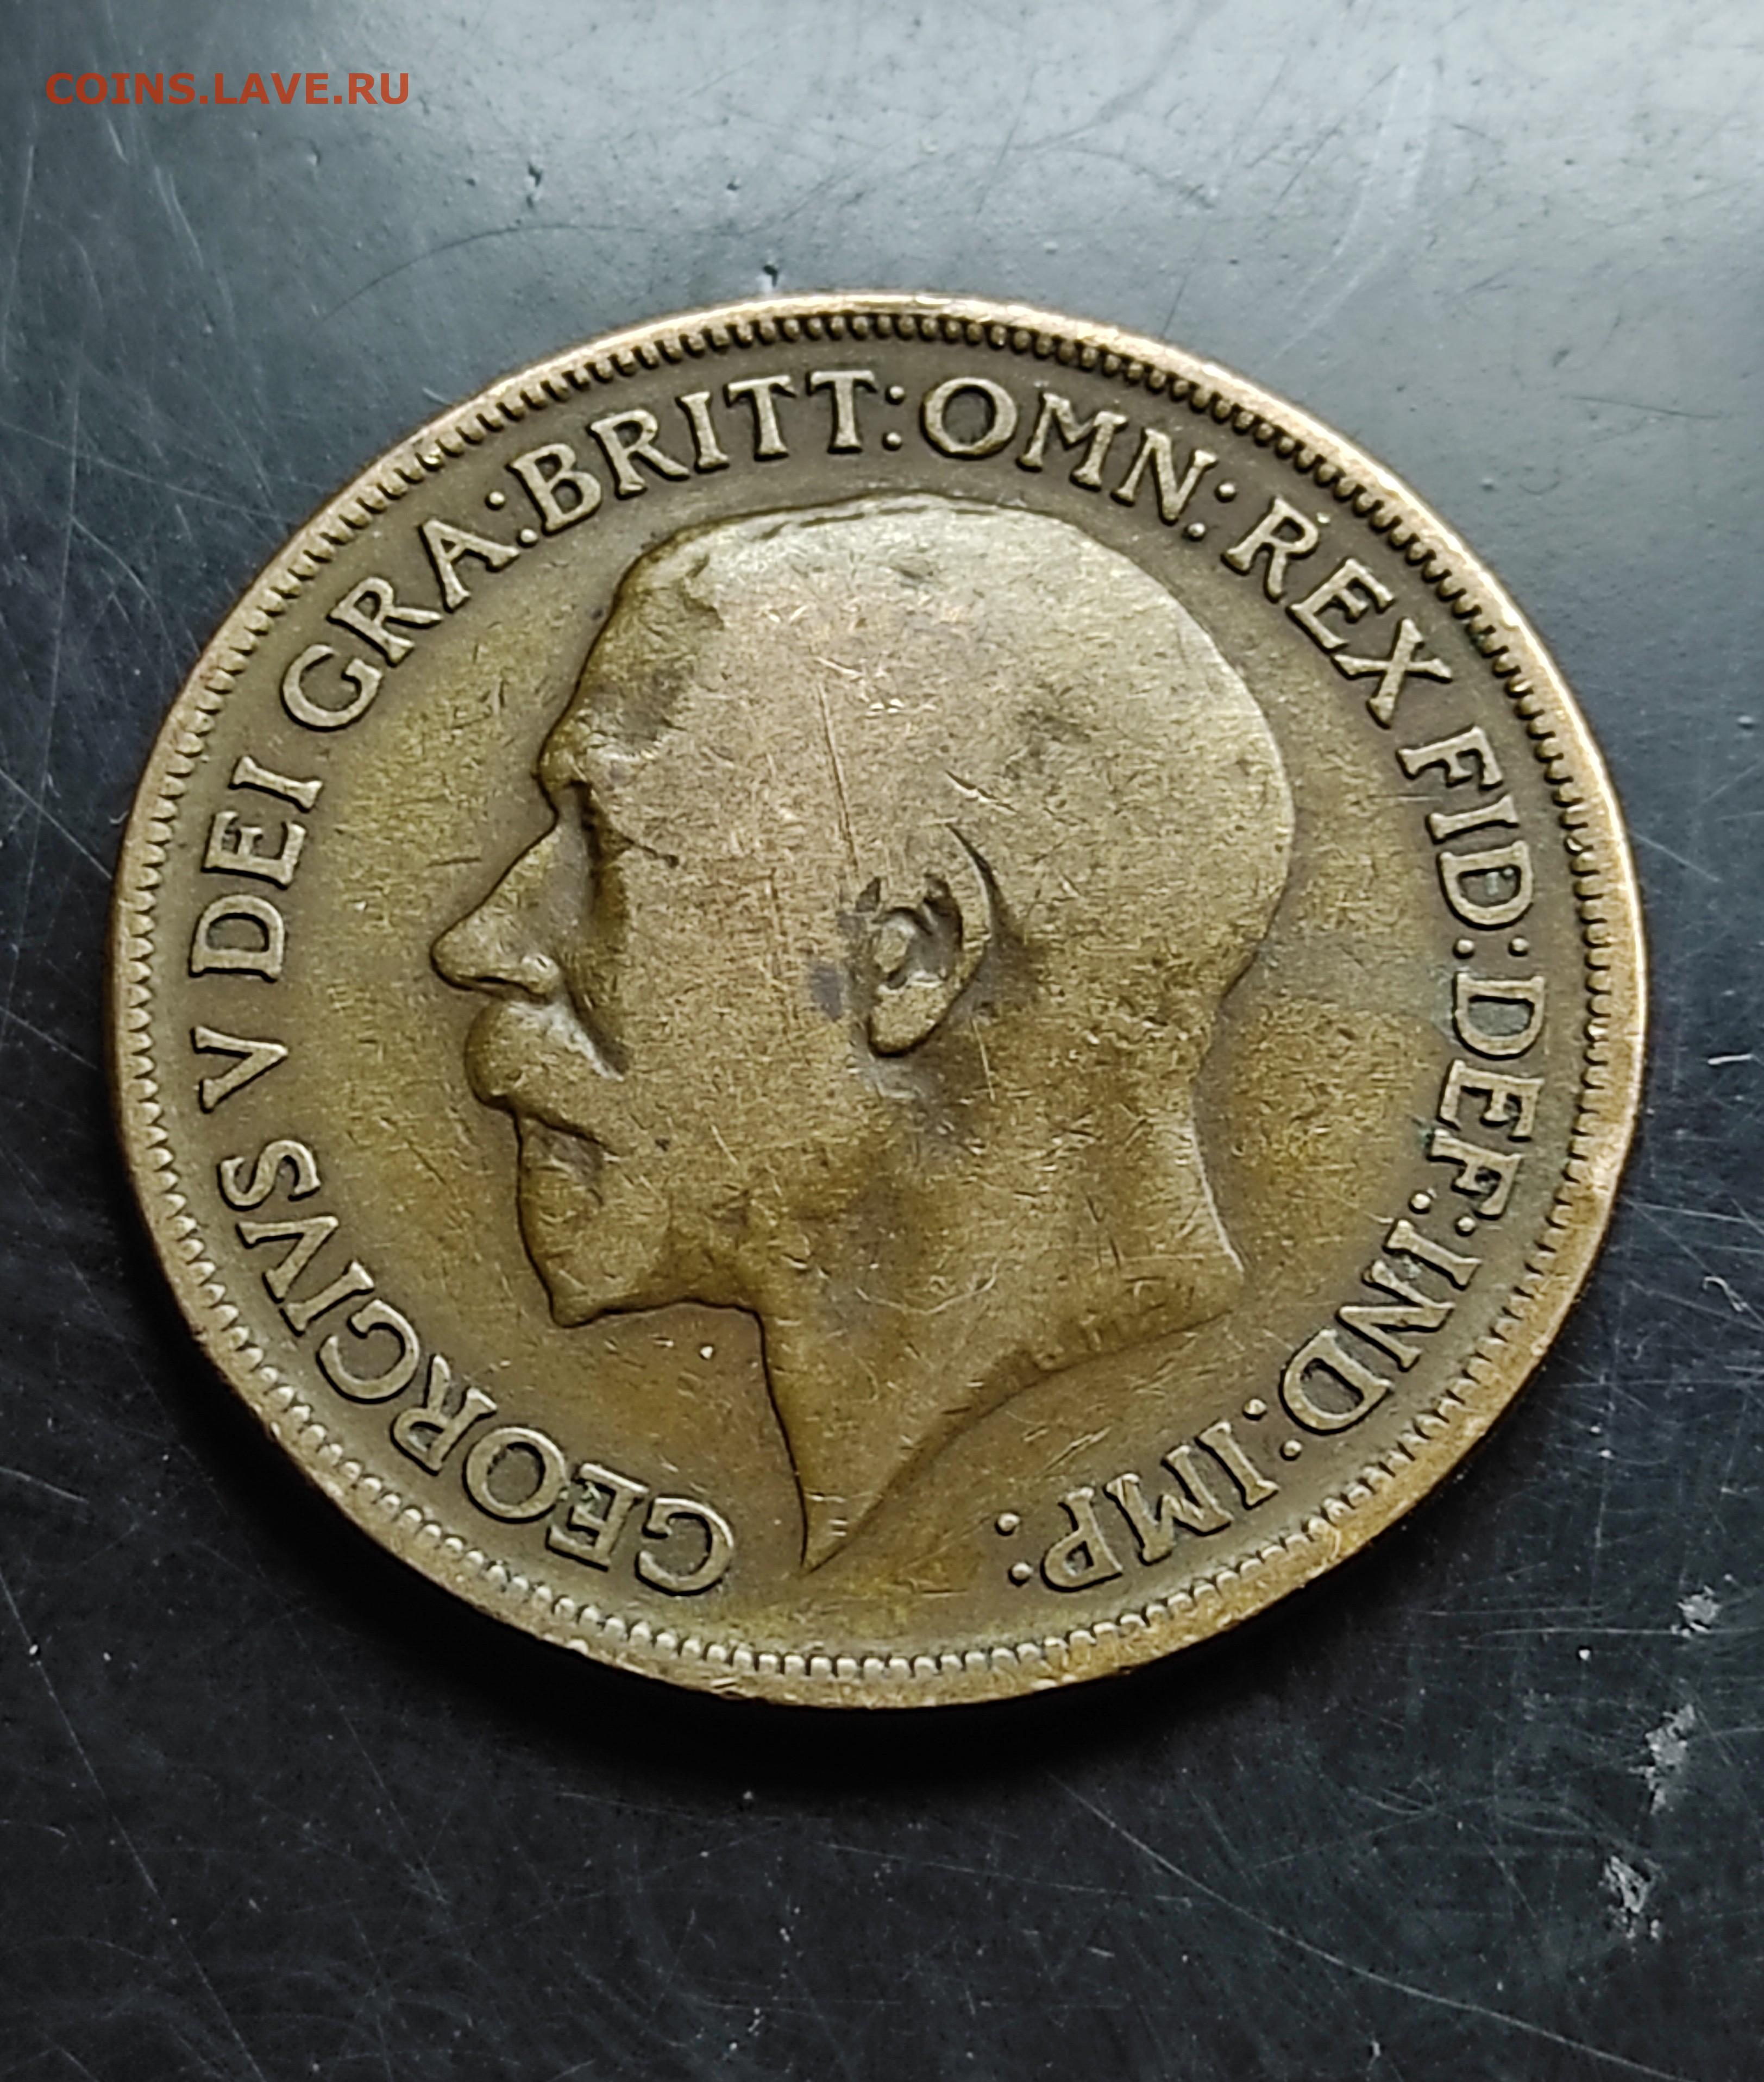 COINS.LAVE.RU
GEORGIVS V DEI GRA:BRITT:OMN:REX FID:DEF:IND:IMP: